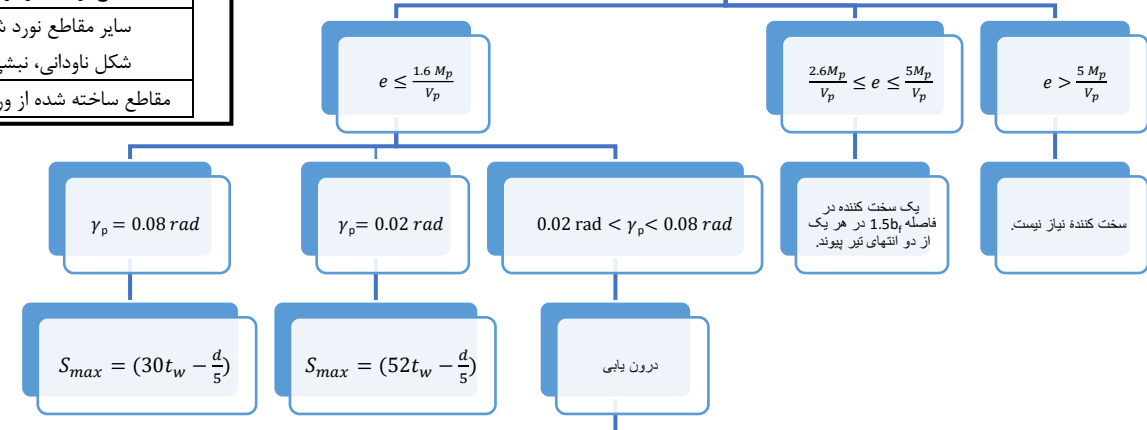 سایر مقاطع نورد
شکل ناودانی، نبشی
مقاطع ساخته شده از
e ≤ 1.6 M_p / V_p
2.6M_p / V_p ≤ e ≤ 5M_p / V_p
e > 5 M_p / V_p
γ_p = 0.08 rad
γ_p= 0.02 rad
0.02 rad < γ_p< 0.08 rad
یک سخت کننده در
فاصله 1.5b_f در هر یک
از دو انتهای تیر پیوند.
سخت کنندۀ نیاز نیست.
S_max = (30t_w − d/5)
S_max = (52t_w − d/5)
درون یابی